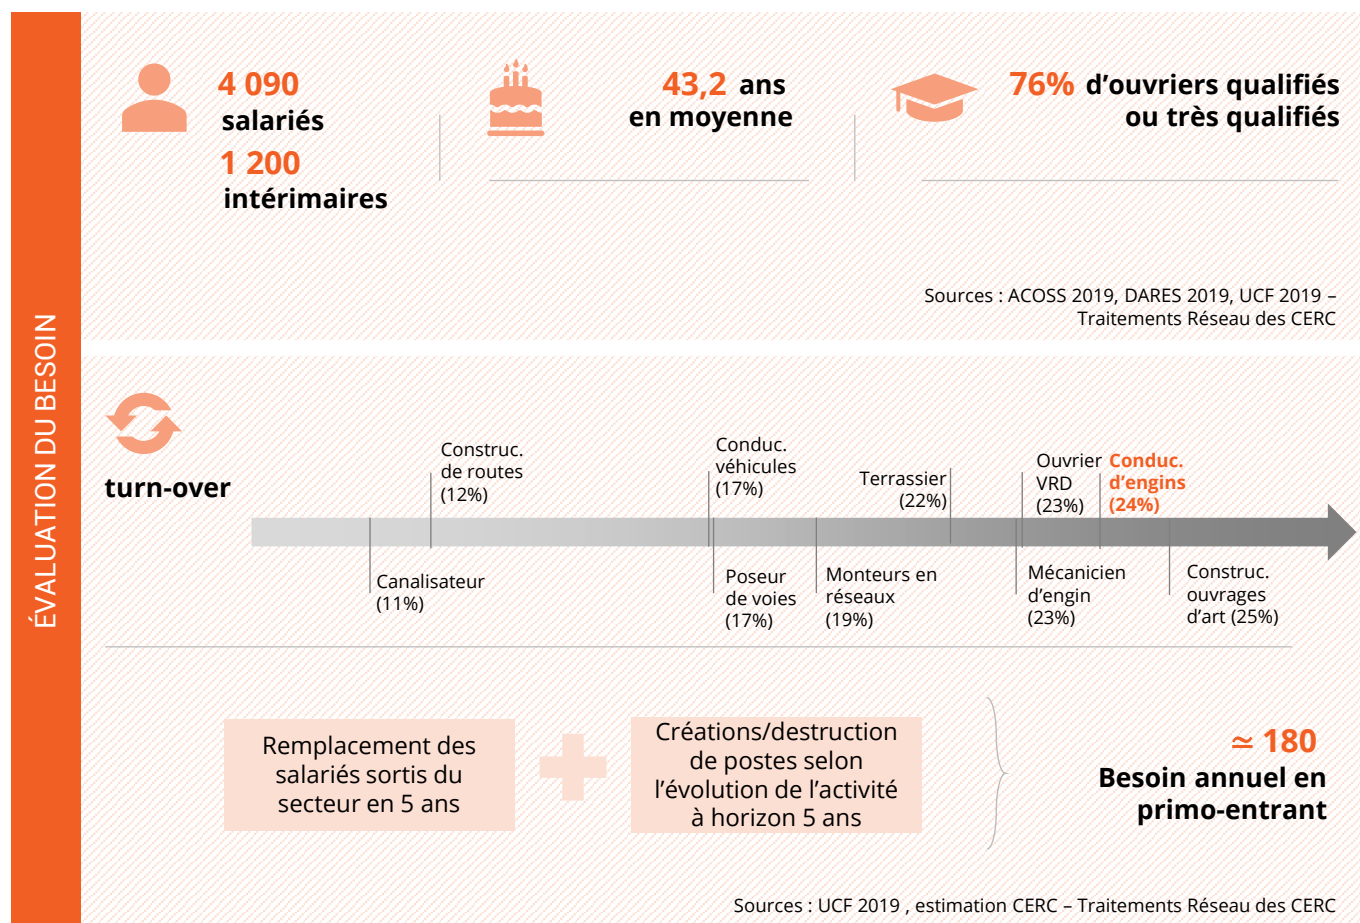 ÉVALUATION DU BESOIN
4 090
salariés
1 200
intérimaires
43,2 ans
en moyenne
76% d’ouvriers qualifiés
ou très qualifiés
Sources : ACOSS 2019, DARES 2019, UCF 2019 –
Traitements Réseau des CERC
turn-over
Construc.
de routes
(12%)
Conduc.
véhicules
(17%)
Terrassier
(22%)
Ouvrier
VRD
(23%)
Conduc.
d’engins
(24%)
Canalisateur
(11%)
Poseur
de voies
(17%)
Monteurs en
réseaux
(19%)
Mécanicien
d’engin
(23%)
Construc.
ouvrages
d’art (25%)
Remplacement des
salariés sortis du
secteur en 5 ans
Créations/destruction
de postes selon
l’évolution de l’activité
à horizon 5 ans
≃ 180
Besoin annuel en
primo-entrant
Sources : UCF 2019 , estimation CERC – Traitements Réseau des CERC